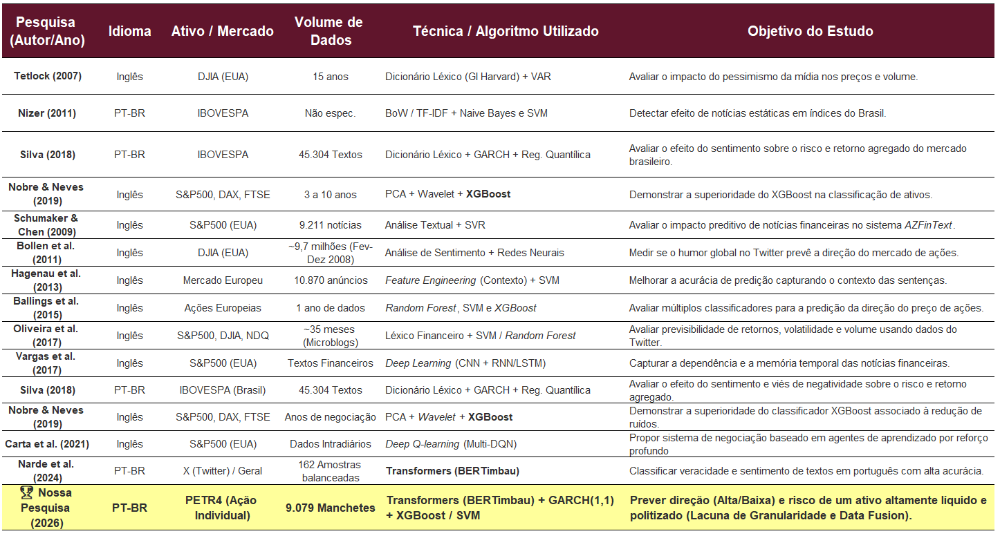 Pesquisa (Autor/Ano) Idioma Ativo / Mercado Volume de Dados Técnica / Algoritmo Utilizado Objetivo do Estudo
Tetlock (2007) Inglês DJIA (EUA) 15 anos Dicionário Léxico (GI Harvard) + VAR Avaliar o impacto do pessimismo da mídia nos preços e volume.
Nizer (2011) PT-BR IBOVESPA Não espec. BoW / TF-IDF + Naive Bayes e SVM Detectar efeito de notícias estáticas em índices do Brasil.
Silva (2018) PT-BR IBOVESPA 45.304 Textos Dicionário Léxico + GARCH + Reg. Quantílica Avaliar o efeito do sentimento sobre o risco e retorno agregado do mercado brasileiro.
Nobre & Neves (2019) Inglês S&P500, DAX, FTSE 3 a 10 anos PCA + Wavelet + XGBoost Demonstrar a superioridade do XGBoost na classificação de ativos.
Schumaker & Chen (2009) Inglês S&P500 (EUA) 9.211 notícias Análise Textual + SVR Avaliar o impacto preditivo de notícias financeiras no sistema AZFinText.
Bollen et al. (2011) Inglês DJIA (EUA) ~9,7 milhões (Fev-Dez 2008) Análise de Sentimento + Redes Neurais Medir se o humor global no Twitter prevê a direção do mercado de ações.
Hagenau et al. (2013) Inglês Mercado Europeu 10.870 anúncios Feature Engineering (Contexto) + SVM Melhorar a acurácia de predição capturando o contexto das sentenças.
Ballings et al. (2015) Inglês Ações Europeias 1 ano de dados Random Forest, SVM e XGBoost Avaliar múltiplos classificadores para a predição da direção do preço de ações.
Oliveira et al. (2017) Inglês S&P500, DJIA, NDQ ~35 meses (Microblogs) Léxico Financeiro + SVM / Random Forest Avaliar previsibilidade de retornos, volatilidade e volume usando dados do Twitter.
Vargas et al. (2017) Inglês S&P500 (EUA) Textos Financeiros Deep Learning (CNN + RNN/LSTM) Capturar a dependência e a memória temporal das notícias financeiras.
Silva (2018) PT-BR IBOVESPA (Brasil) 45.304 Textos Dicionário Léxico + GARCH + Reg. Quantílica Avaliar o efeito do sentimento e viés de negatividade sobre o risco e retorno agregado.
Nobre & Neves (2019) Inglês S&P500, DAX, FTSE Anos de negociação PCA + Wavelet + XGBoost Demonstrar a superioridade do classificador XGBoost associado à redução de ruídos.
Carta et al. (2021) Inglês S&P500 (EUA) Dados Intradiários Deep Q-learning (Multi-DQN) Propor sistema de negociação baseado em agentes de aprendizado por reforço profundo
Narde et al. (2024) PT-BR X (Twitter) / Geral 162 Amostras balanceadas Transformers (BERTimbau) Classificar veracidade e sentimento de textos em português com alta acurácia.
🏆 Nossa Pesquisa (2026) PT-BR PETR4 (Ação Individual) 9.079 Manchetes Transformers (BERTimbau) + GARCH(1,1) + XGBoost / SVM Prever direção (Alta/Baixa) e risco de um ativo altamente líquido e politizado (Lacuna de Granularidade e Data Fusion).